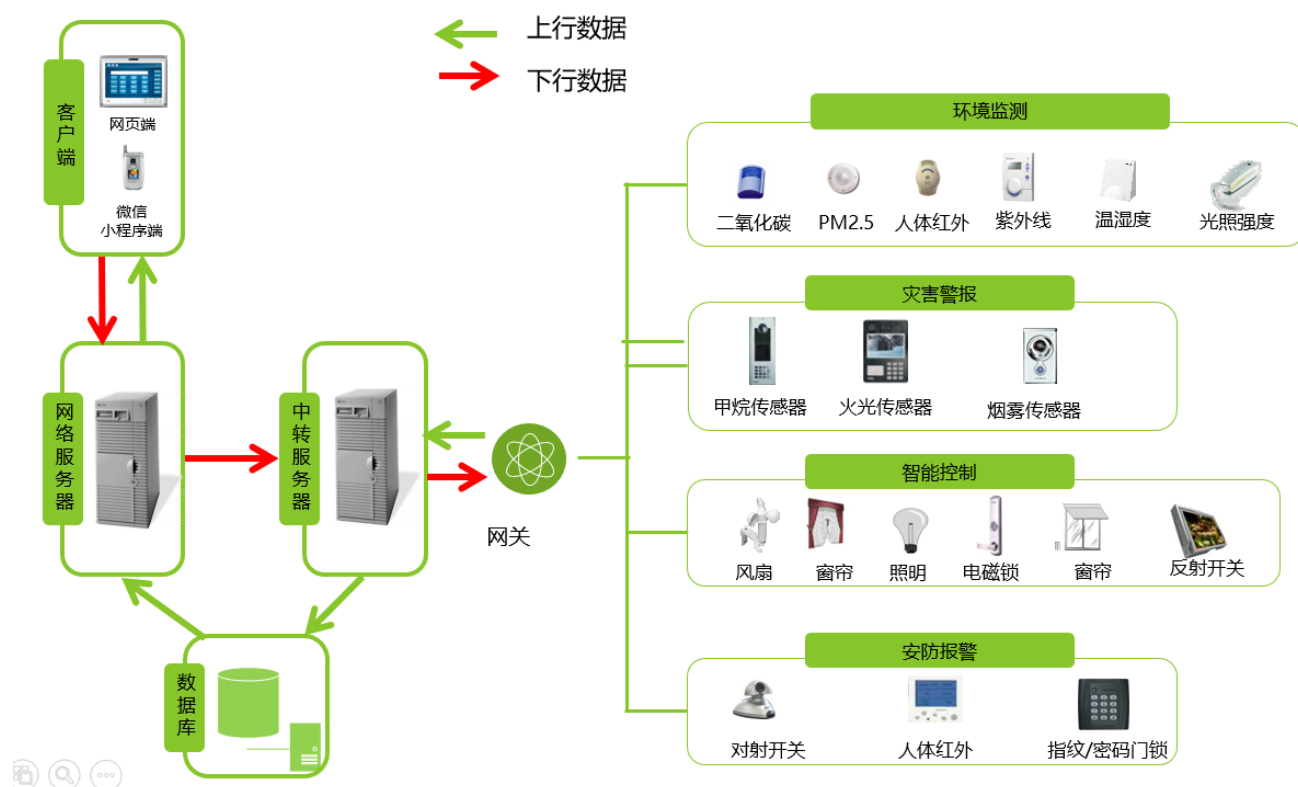 上行数据
下行数据
客户端
网页端
微信
小程序端
网络服务器
中转服务器
数据库
网关
环境监测
二氧化碳
PM2.5
人体红外
紫外线
温湿度
光照强度
灾害警报
甲烷传感器
火光传感器
烟雾传感器
智能控制
风扇
窗帘
照明
电磁锁
窗帘
反射开关
安防报警
对射开关
人体红外
指纹/密码门锁